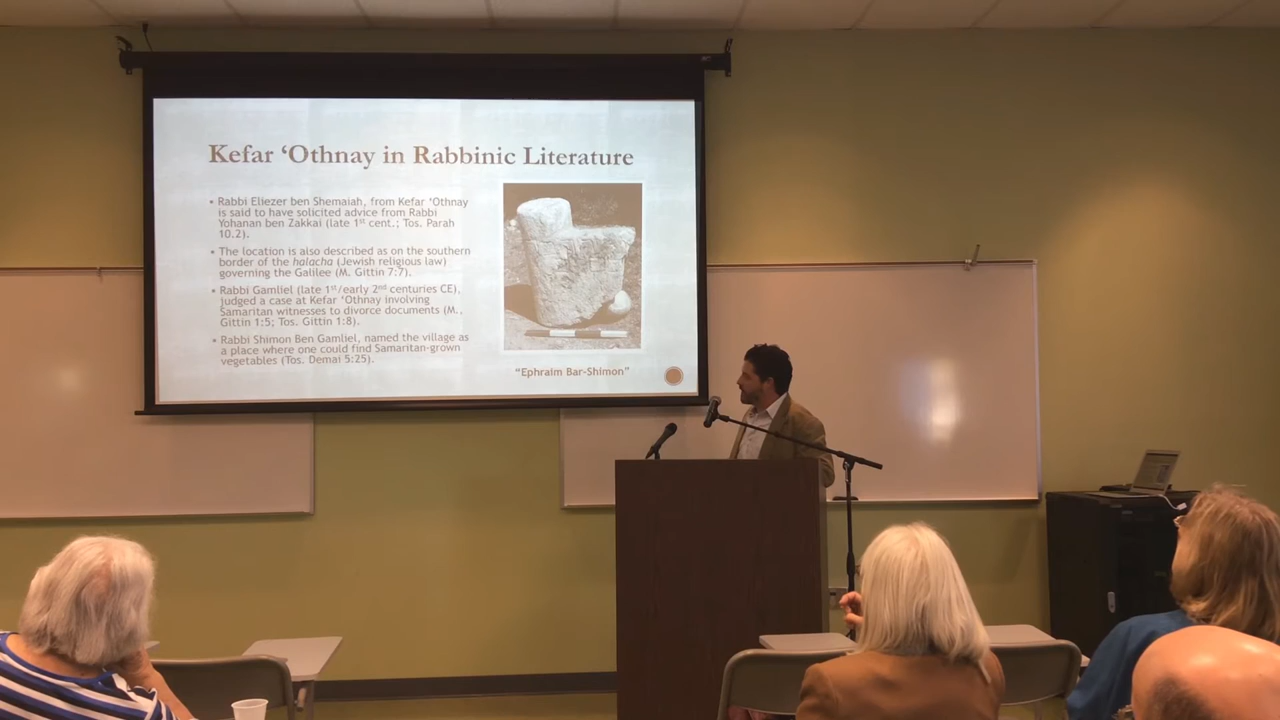 Kefar ‘Othnay in Rabbinic Literature
▪ Rabbi Eliezer ben Shemaiah, from Kefar ‘Othnay
is said to have solicited advice from Rabbi
Yohanan ben Zakkai (late 1st cent.; Tos. Parah
10.2).
▪ The location is also described as on the southern
border of the halacha (Jewish religious law)
governing the Galilee (M. Gittin 7:7).
▪ Rabbi Gamliel (late 1st/early 2nd centuries CE),
judged a case at Kefar ‘Othnay involving
Samaritan witnesses to divorce documents (M.,
Gittin 1:5; Tos. Gittin 1:8).
▪ Rabbi Shimon Ben Gamliel, named the village as
a place where one could find Samaritan-grown
vegetables (Tos. Demai 5:25).
“Ephraim Bar-Shimon”